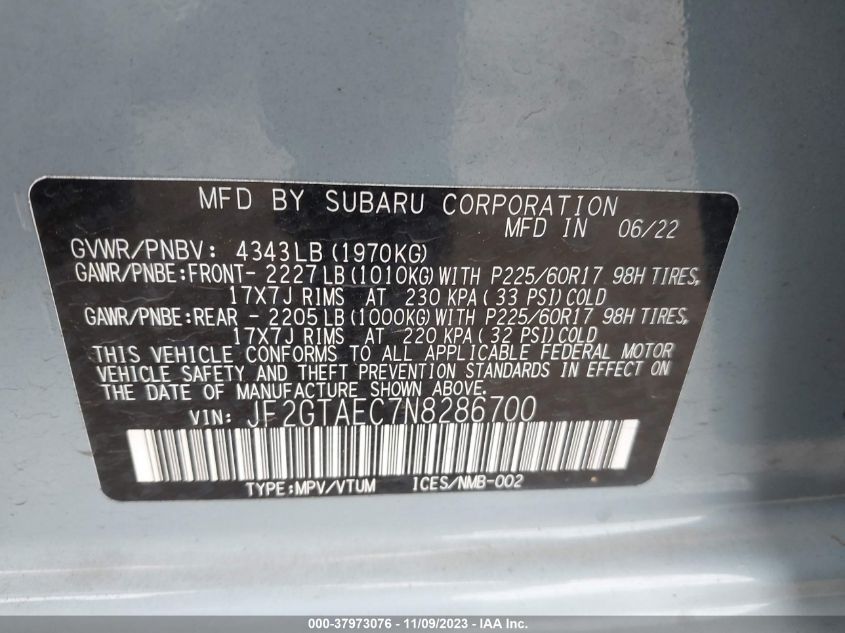 MFD BY SUBARU CORPORATION
MFD IN 06/22
GVWR/PNBV: 4343LB(1970KG)
GAWR/PNBE:FRONT- 2227LB(1010KG)WITH P225/60R17 98H TIRES,
17X7J RIMS AT 230 KPA(33 PSI)COLD
GAWR/PNBE:REAR - 2205LB(1000KG)WITH P225/60R17 98H TIRES,
17X7J RIMS AT 220 KPA(32 PSI)COLD
THIS VEHICLE CONFORMS TO ALL APPLICABLE FEDERAL MOTOR
VEHICLE SAFETY AND THEFT PREVENTION STANDARDS IN EFFECT ON
THE DATE OF MANUFACTURE SHOWN ABOVE.
VIN: JF2GTAEC7N8286700
TYPE:MPV/VTUM ICES/NMB-002
000-37973076 - 11/09/2023 - IAA Inc.